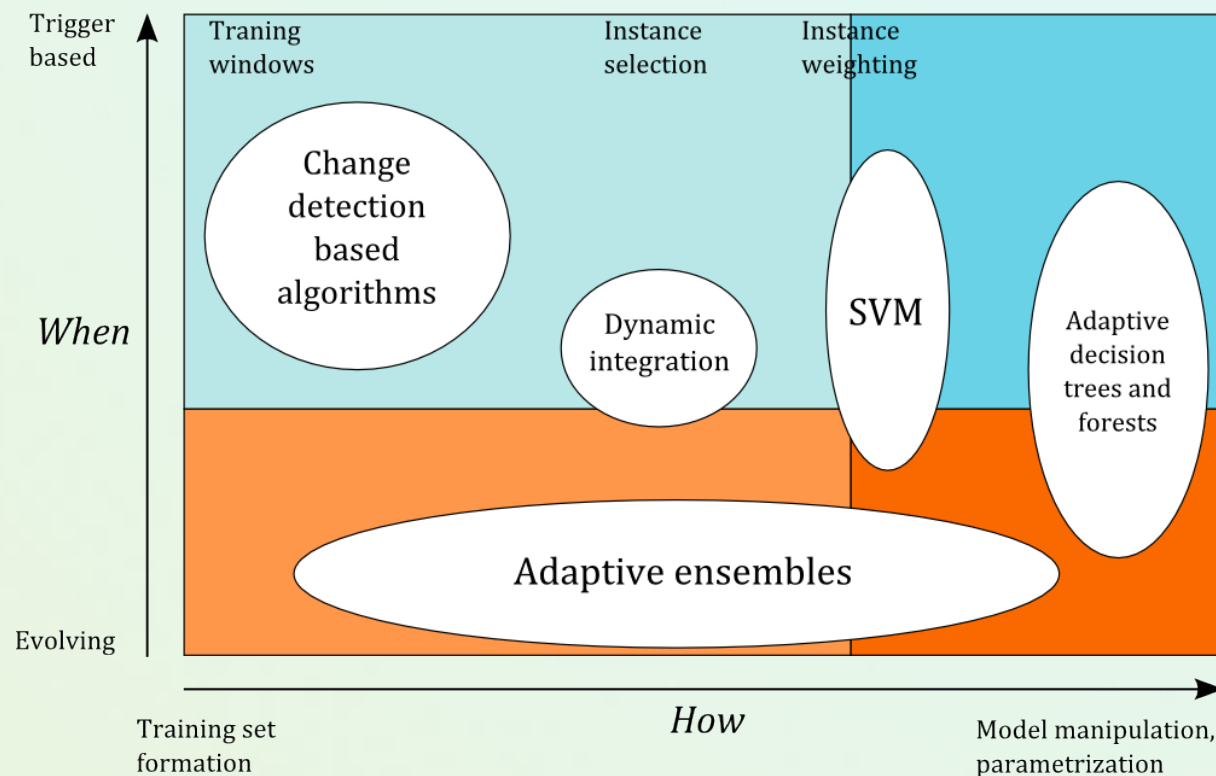 Trigger
based
Traning
windows
Instance
selection
Instance
weighting
Change
detection
based
algorithms
When
Dynamic
integration
SVM
Adaptive
decision
trees and
forests
Adaptive ensembles
Evolving
Training set
formation
How
Model manipulation,
parametrization